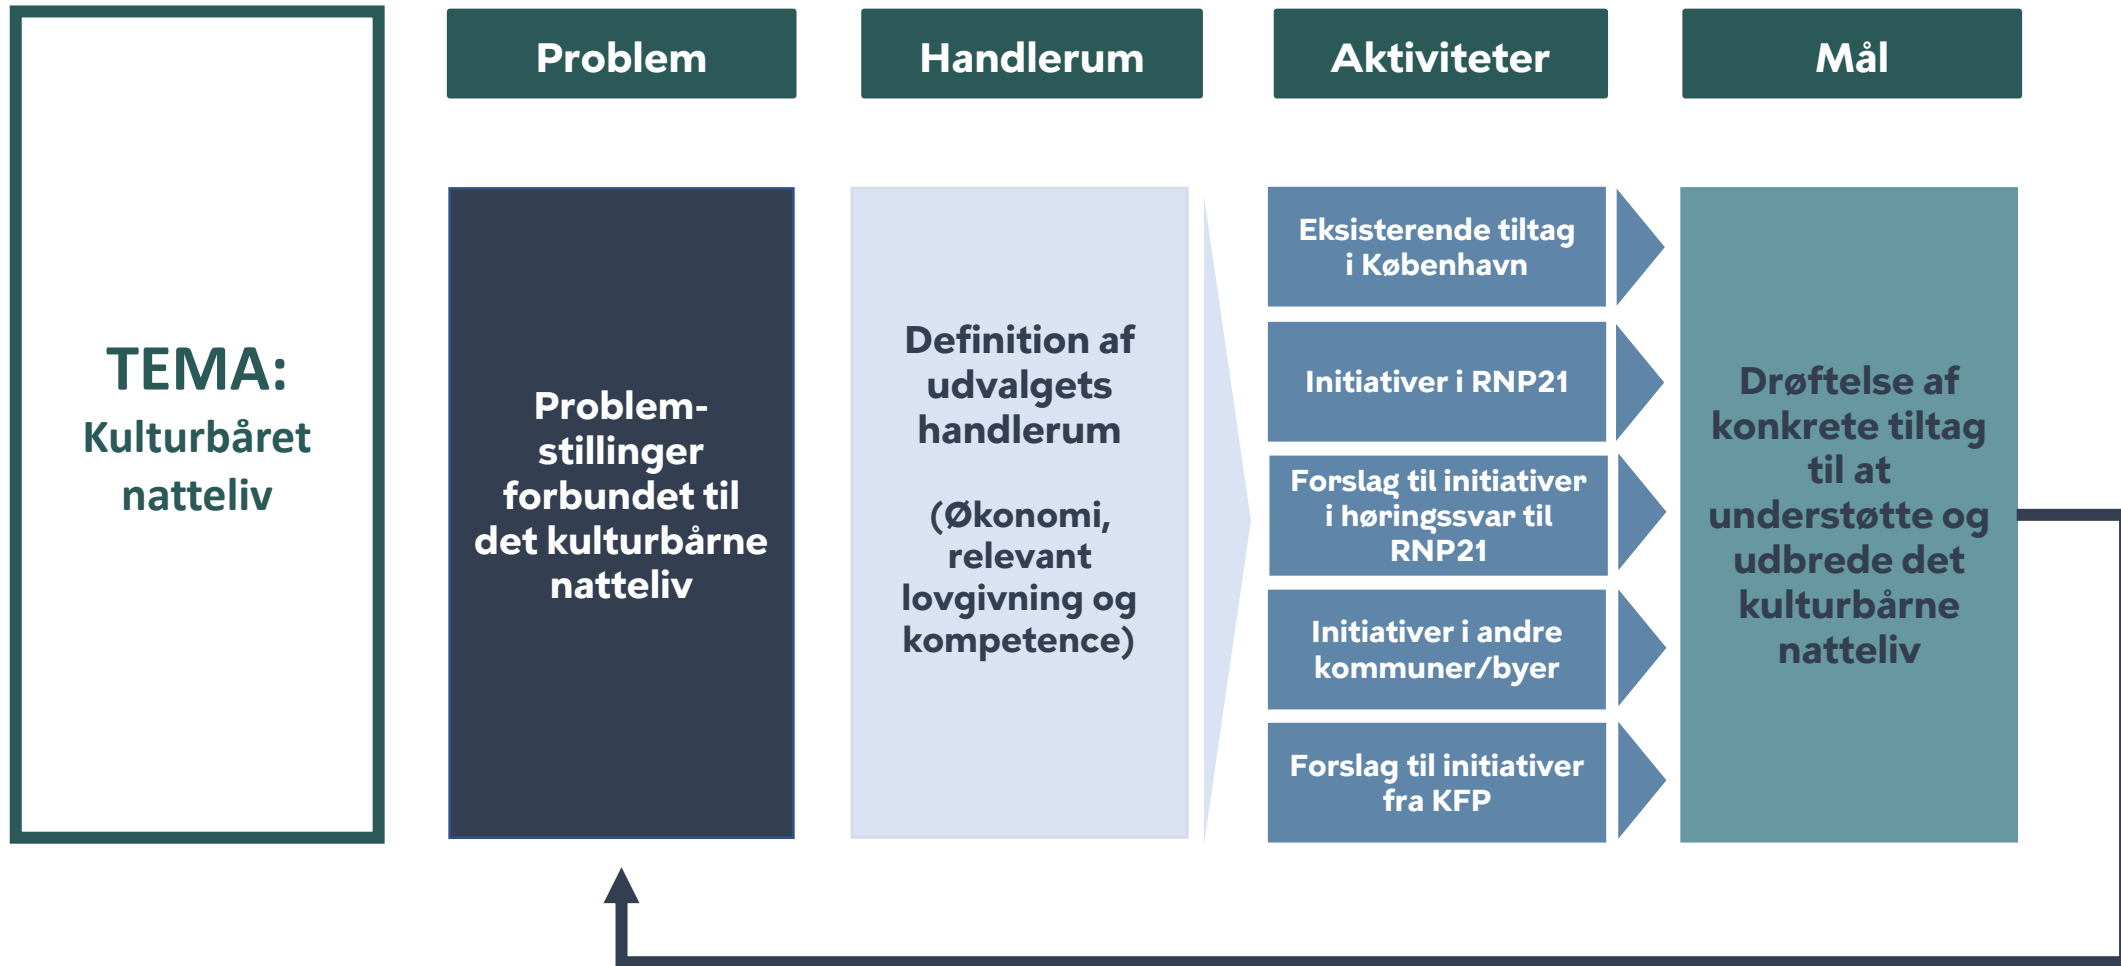 TEMA:
Kulturbåret
natteliv
Problem
Problem-
stillinger
forbundet til
det kulturbårne
natteliv
Handlerum
Definition af
udvalgets
handlerum
(Økonomi,
relevant
lovgivning og
kompetence)
Aktiviteter
Eksisterende tiltag
i København
Initiativer i RNP21
Forslag til initiativer
i høringssvar til
RNP21
Initiativer i andre
kommuner/byer
Forslag til initiativer
fra KFP
Mål
Drøftelse af
konkrete tiltag
til at
understøtte og
udbrede det
kulturbårne
natteliv